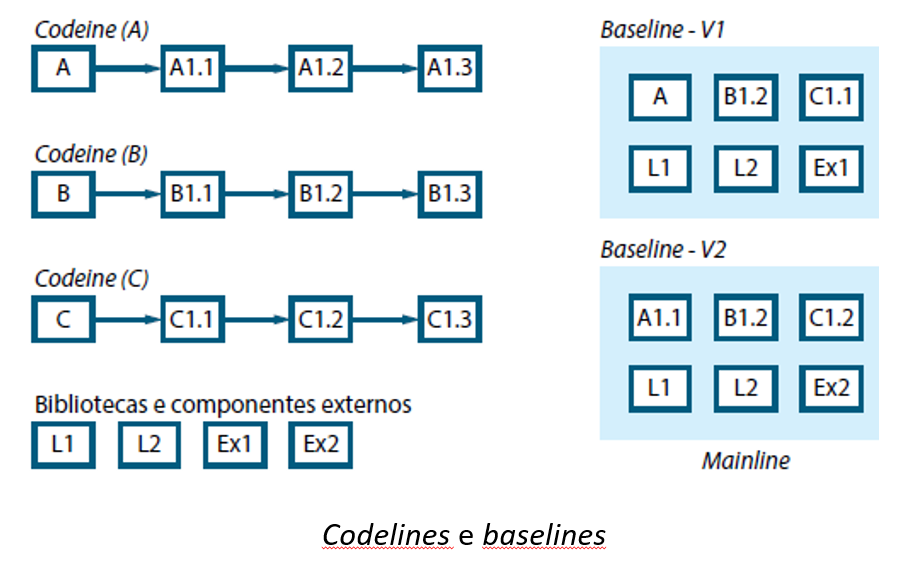 Codeine (A)
A A1.1 A1.2 A1.3
Codeine (B)
B B1.1 B1.2 B1.3
Codeine (C)
C C1.1 C1.2 C1.3
Bibliotecas e componentes externos
L1 L2 Ex1 Ex2
Baseline - V1
A B1.2 C1.1
L1 L2 Ex1
Baseline - V2
A1.1 B1.2 C1.2
L1 L2 Ex2
Mainline
Codelines e baselines